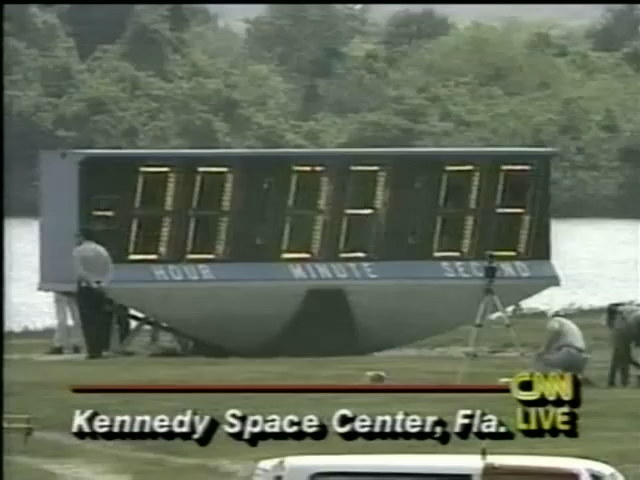 -00:02:05
HOUR MINUTE SECOND
CNN
Kennedy Space Center, Fla. LIVE